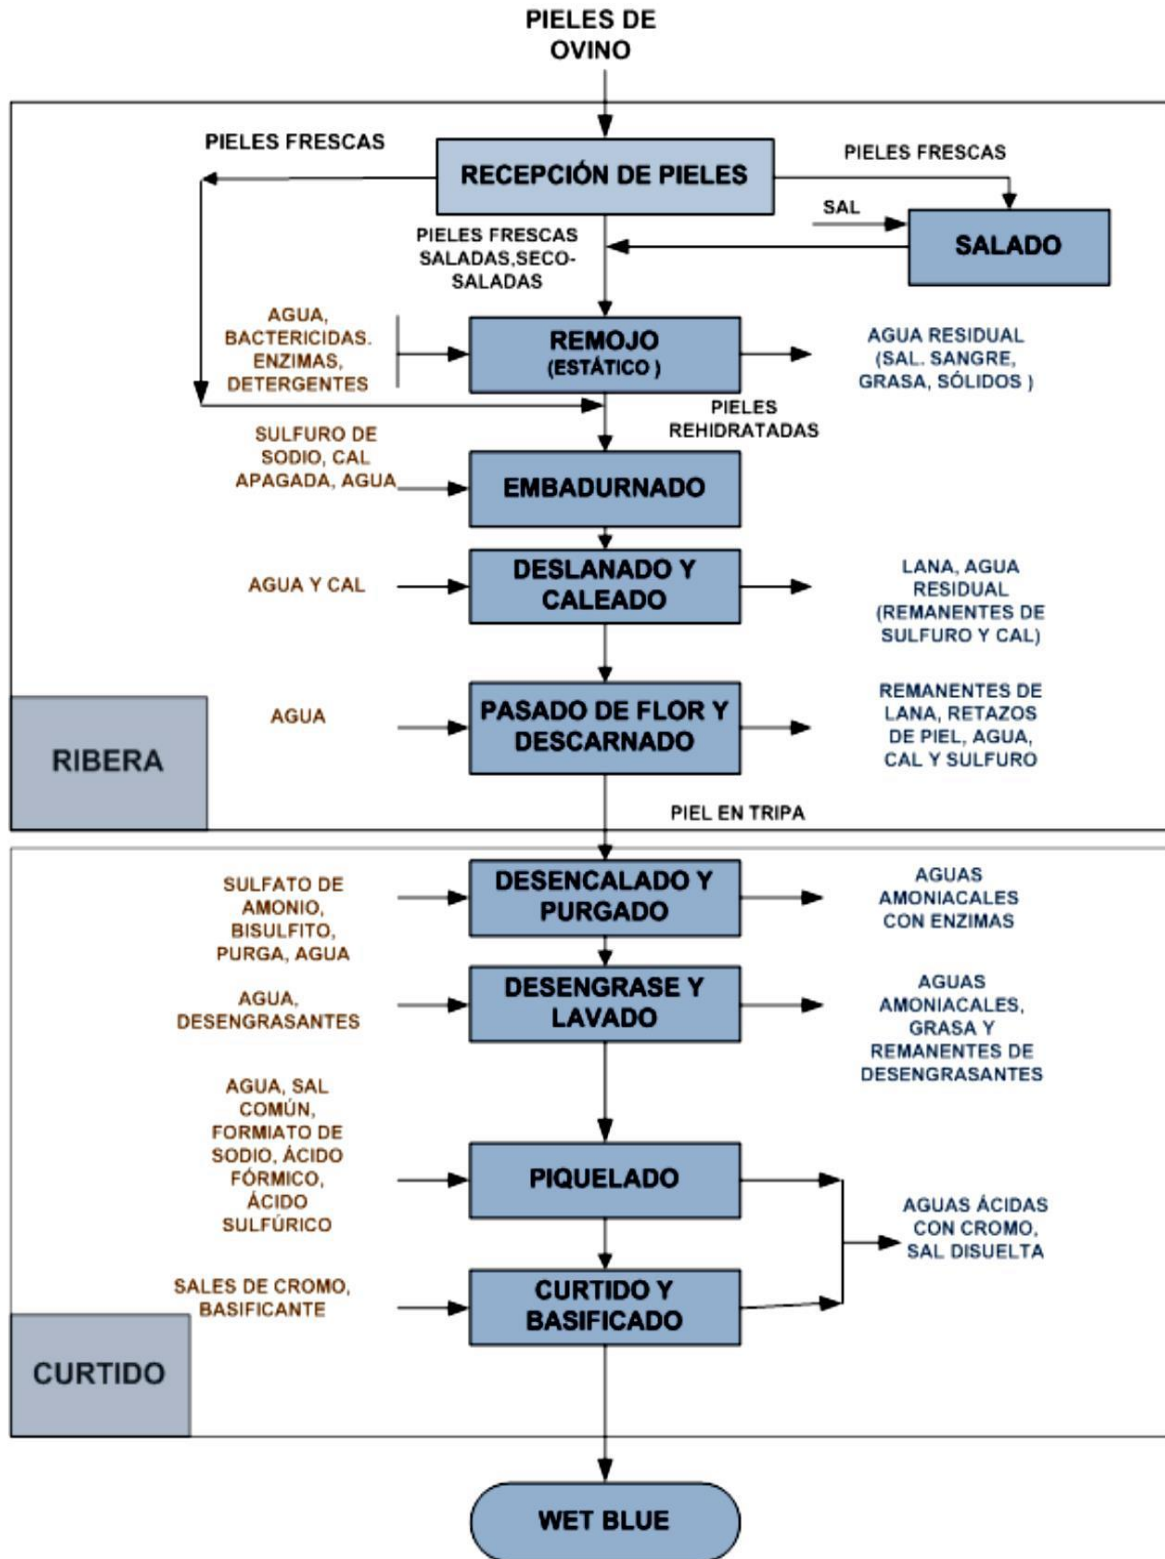 PIELES DE
OVINO
PIELES FRESCAS
RECEPCIÓN DE PIELES
PIELES FRESCAS
SAL
SALADO
PIELES FRESCAS
SALADAS,SECO-
SALADAS
AGUA,
BACTERICIDAS.
ENZIMAS,
DETERGENTES
REMOJO
(ESTÁTICO )
AGUA RESIDUAL
(SAL. SANGRE,
GRASA, SÓLIDOS )
PIELES
REHIDRATADAS
SULFURO DE
SODIO, CAL
APAGADA, AGUA
EMBADURNADO
AGUA Y CAL
DESLANADO Y
CALEADO
LANA, AGUA
RESIDUAL
(REMANENTES DE
SULFURO Y CAL)
AGUA
PASADO DE FLOR Y
DESCARNADO
REMANENTES DE
LANA, RETAZOS
DE PIEL, AGUA,
CAL Y SULFURO
RIBERA
PIEL EN TRIPA
SULFATO DE
AMONIO,
BISULFITO,
PURGA, AGUA
DESENCALADO Y
PURGADO
AGUAS
AMONIACALES
CON ENZIMAS
AGUA,
DESENGRASANTES
DESENGRASE Y
LAVADO
AGUAS
AMONIACALES,
GRASA Y
REMANENTES DE
DESENGRASANTES
AGUA, SAL
COMÚN,
FORMIATO DE
SODIO, ÁCIDO
FÓRMICO,
ÁCIDO
SULFÚRICO
PIQUELADO
AGUAS ÁCIDAS
CON CROMO,
SAL DISUELTA
SALES DE CROMO,
BASIFICANTE
CURTIDO Y
BASIFICADO
CURTIDO
WET BLUE